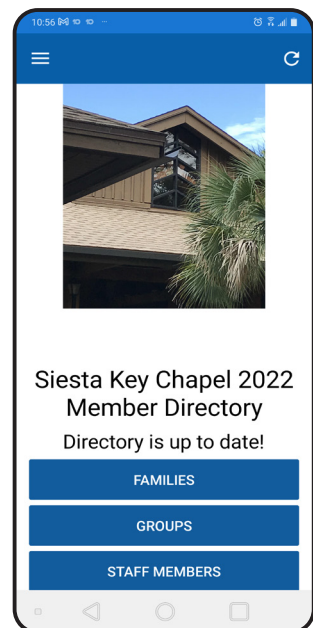 10:56
Siesta Key Chapel 2022
Member Directory
Directory is up to date!
FAMILIES
GROUPS
STAFF MEMBERS